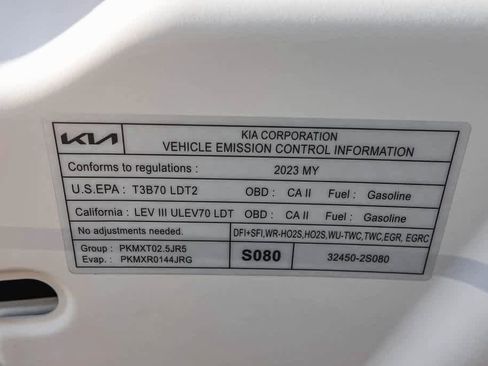 KIA
KIA CORPORATION
VEHICLE EMISSION CONTROL INFORMATION
Conforms to regulations : 2023 MY
U.S.EPA : T3B70 LDT2 OBD : CA II Fuel : Gasoline
California : LEV III ULEV70 LDT OBD : CA II Fuel : Gasoline
No adjustments needed. DFI+SFI,WR-HO2S,HO2S,WU-TWC,TWC,EGR, EGRC
Group : PKMXT02.5JR5
Evap. : PKMXR0144JRG
S080 32450-2S080